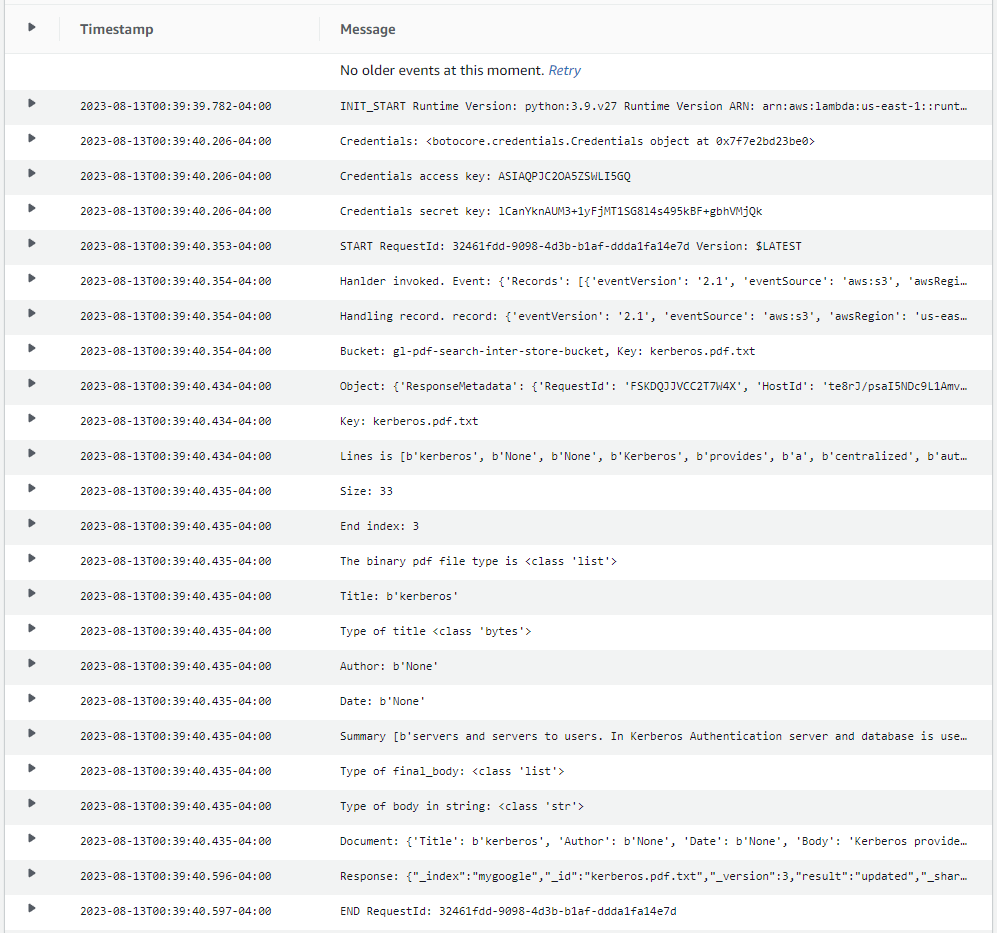 Timestamp Message
No older events at this moment. Retry
2023-08-13T00:39:39.782-04:00 INIT_START Runtime Version: python:3.9.v27 Runtime Version ARN: arn:aws:lambda:us-east-1::runt…
2023-08-13T00:39:40.206-04:00 Credentials: <botocore.credentials.Credentials object at 0x7f7e2bd23be0>
2023-08-13T00:39:40.206-04:00 Credentials access key: ASIAQPJC2OA5ZSWLI5GQ
2023-08-13T00:39:40.206-04:00 Credentials secret key: lCanYknAUM3+1yFjMT1SG8l4s495kBF+gbhVMjQk
2023-08-13T00:39:40.353-04:00 START RequestId: 32461fdd-9098-4d3b-b1af-ddda1fa14e7d Version: $LATEST
2023-08-13T00:39:40.354-04:00 Hanlder invoked. Event: {'Records': [{'eventVersion': '2.1', 'eventSource': 'aws:s3', 'awsRegi…
2023-08-13T00:39:40.354-04:00 Handling record. record: {'eventVersion': '2.1', 'eventSource': 'aws:s3', 'awsRegion': 'us-eas…
2023-08-13T00:39:40.354-04:00 Bucket: gl-pdf-search-inter-store-bucket, Key: kerberos.pdf.txt
2023-08-13T00:39:40.434-04:00 Object: {'ResponseMetadata': {'RequestId': 'FSKDQJJVCC2T7W4X', 'HostId': 'te8rJ/psaI5NDc9L1Amv…
2023-08-13T00:39:40.434-04:00 Key: kerberos.pdf.txt
2023-08-13T00:39:40.434-04:00 Lines is [b'kerberos', b'None', b'None', b'Kerberos', b'provides', b'a', b'centralized', b'aut…
2023-08-13T00:39:40.435-04:00 Size: 33
2023-08-13T00:39:40.435-04:00 End index: 3
2023-08-13T00:39:40.435-04:00 The binary pdf file type is <class 'list'>
2023-08-13T00:39:40.435-04:00 Title: b'kerberos'
2023-08-13T00:39:40.435-04:00 Type of title <class 'bytes'>
2023-08-13T00:39:40.435-04:00 Author: b'None'
2023-08-13T00:39:40.435-04:00 Date: b'None'
2023-08-13T00:39:40.435-04:00 Summary [b'servers and servers to users. In Kerberos Authentication server and database is use…
2023-08-13T00:39:40.435-04:00 Type of final_body: <class 'list'>
2023-08-13T00:39:40.435-04:00 Type of body in string: <class 'str'>
2023-08-13T00:39:40.435-04:00 Document: {'Title': b'kerberos', 'Author': b'None', 'Date': b'None', 'Body': 'Kerberos provide…
2023-08-13T00:39:40.596-04:00 Response: {"_index":"mygoogle","_id":"kerberos.pdf.txt","_version":3,"result":"updated","_shar…
2023-08-13T00:39:40.597-04:00 END RequestId: 32461fdd-9098-4d3b-b1af-ddda1fa14e7d